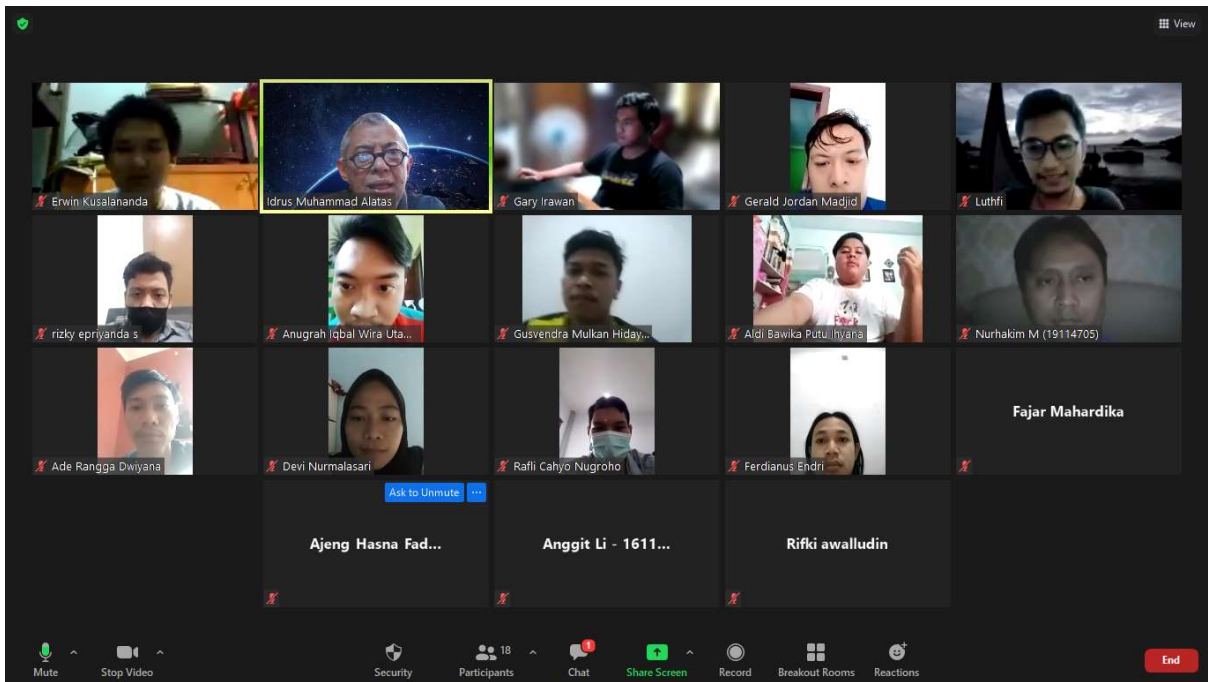 View
Erwin Kusalananda
Idrus Muhammad Alatas
Gary Irawan
Gerald Jordan Madjid
Luthfi
rizky epriyanda s
Anugrah Iqbal Wira Uta...
Gusvendra Mulkan Hiday...
Aldi Bawika Putu Ihyana
Nurhakim M (19114705)
Ade Rangga Dwiyana
Devi Nurmalasari
Rafli Cahyo Nugroho
Ferdianus Endri
Fajar Mahardika
Ask to Unmute ...
Ajeng Hasna Fad...
Anggit Li - 1611...
Rifki awalludin
Mute
Stop Video
Security
18
Participants
1
Chat
Share Screen
Record
Breakout Rooms
Reactions
End